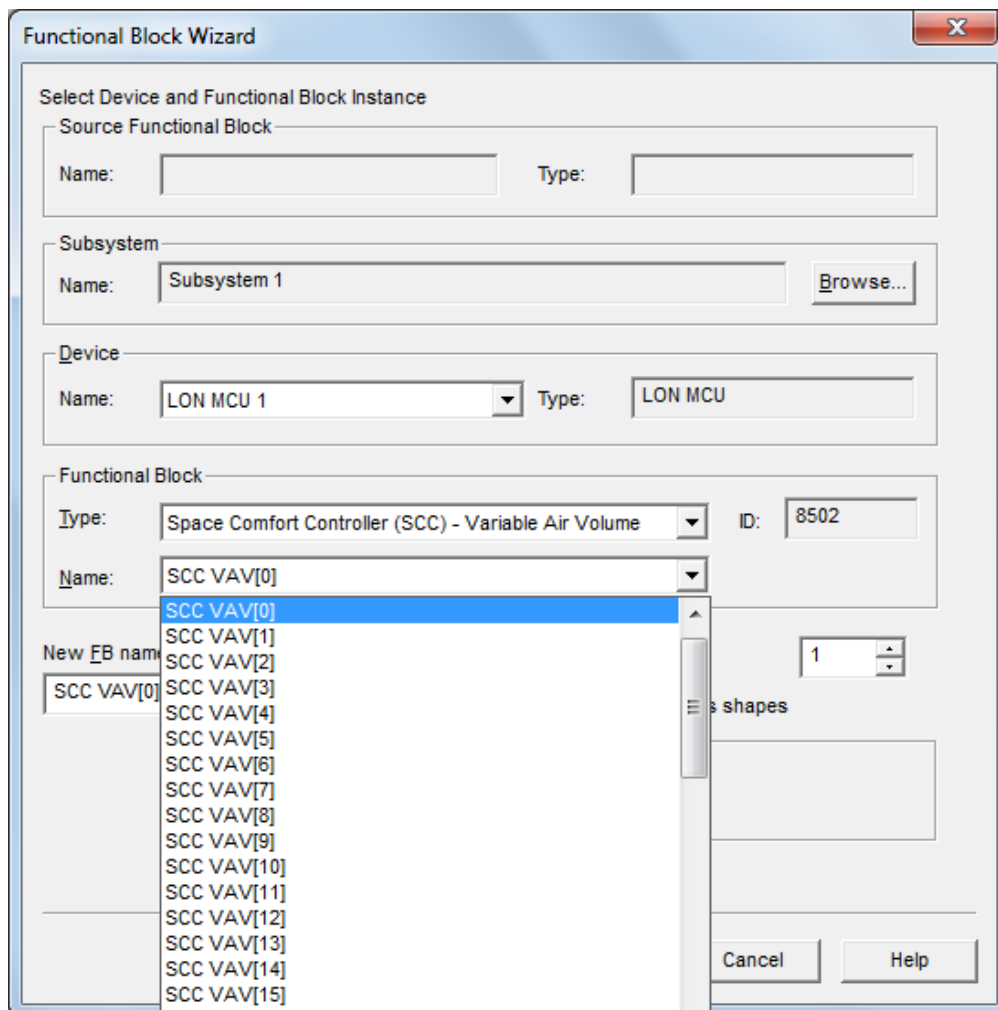 Functional Block Wizard
Select Device and Functional Block Instance
Source Functional Block
Name:
Type:
Subsystem
Name:
Subsystem 1
Browse...
Device
Name:
LON MCU 1
Type:
LON MCU
Functional Block
Type:
Space Comfort Controller (SCC) - Variable Air Volume
ID:
8502
Name:
SCC VAV[0]
SCC VAV[0]
SCC VAV[1]
SCC VAV[2]
SCC VAV[3]
SCC VAV[4]
SCC VAV[5]
SCC VAV[6]
SCC VAV[7]
SCC VAV[8]
SCC VAV[9]
SCC VAV[10]
SCC VAV[11]
SCC VAV[12]
SCC VAV[13]
SCC VAV[14]
SCC VAV[15]
New FB nam
1
SCC VAV[0]
s shapes
Cancel
Help